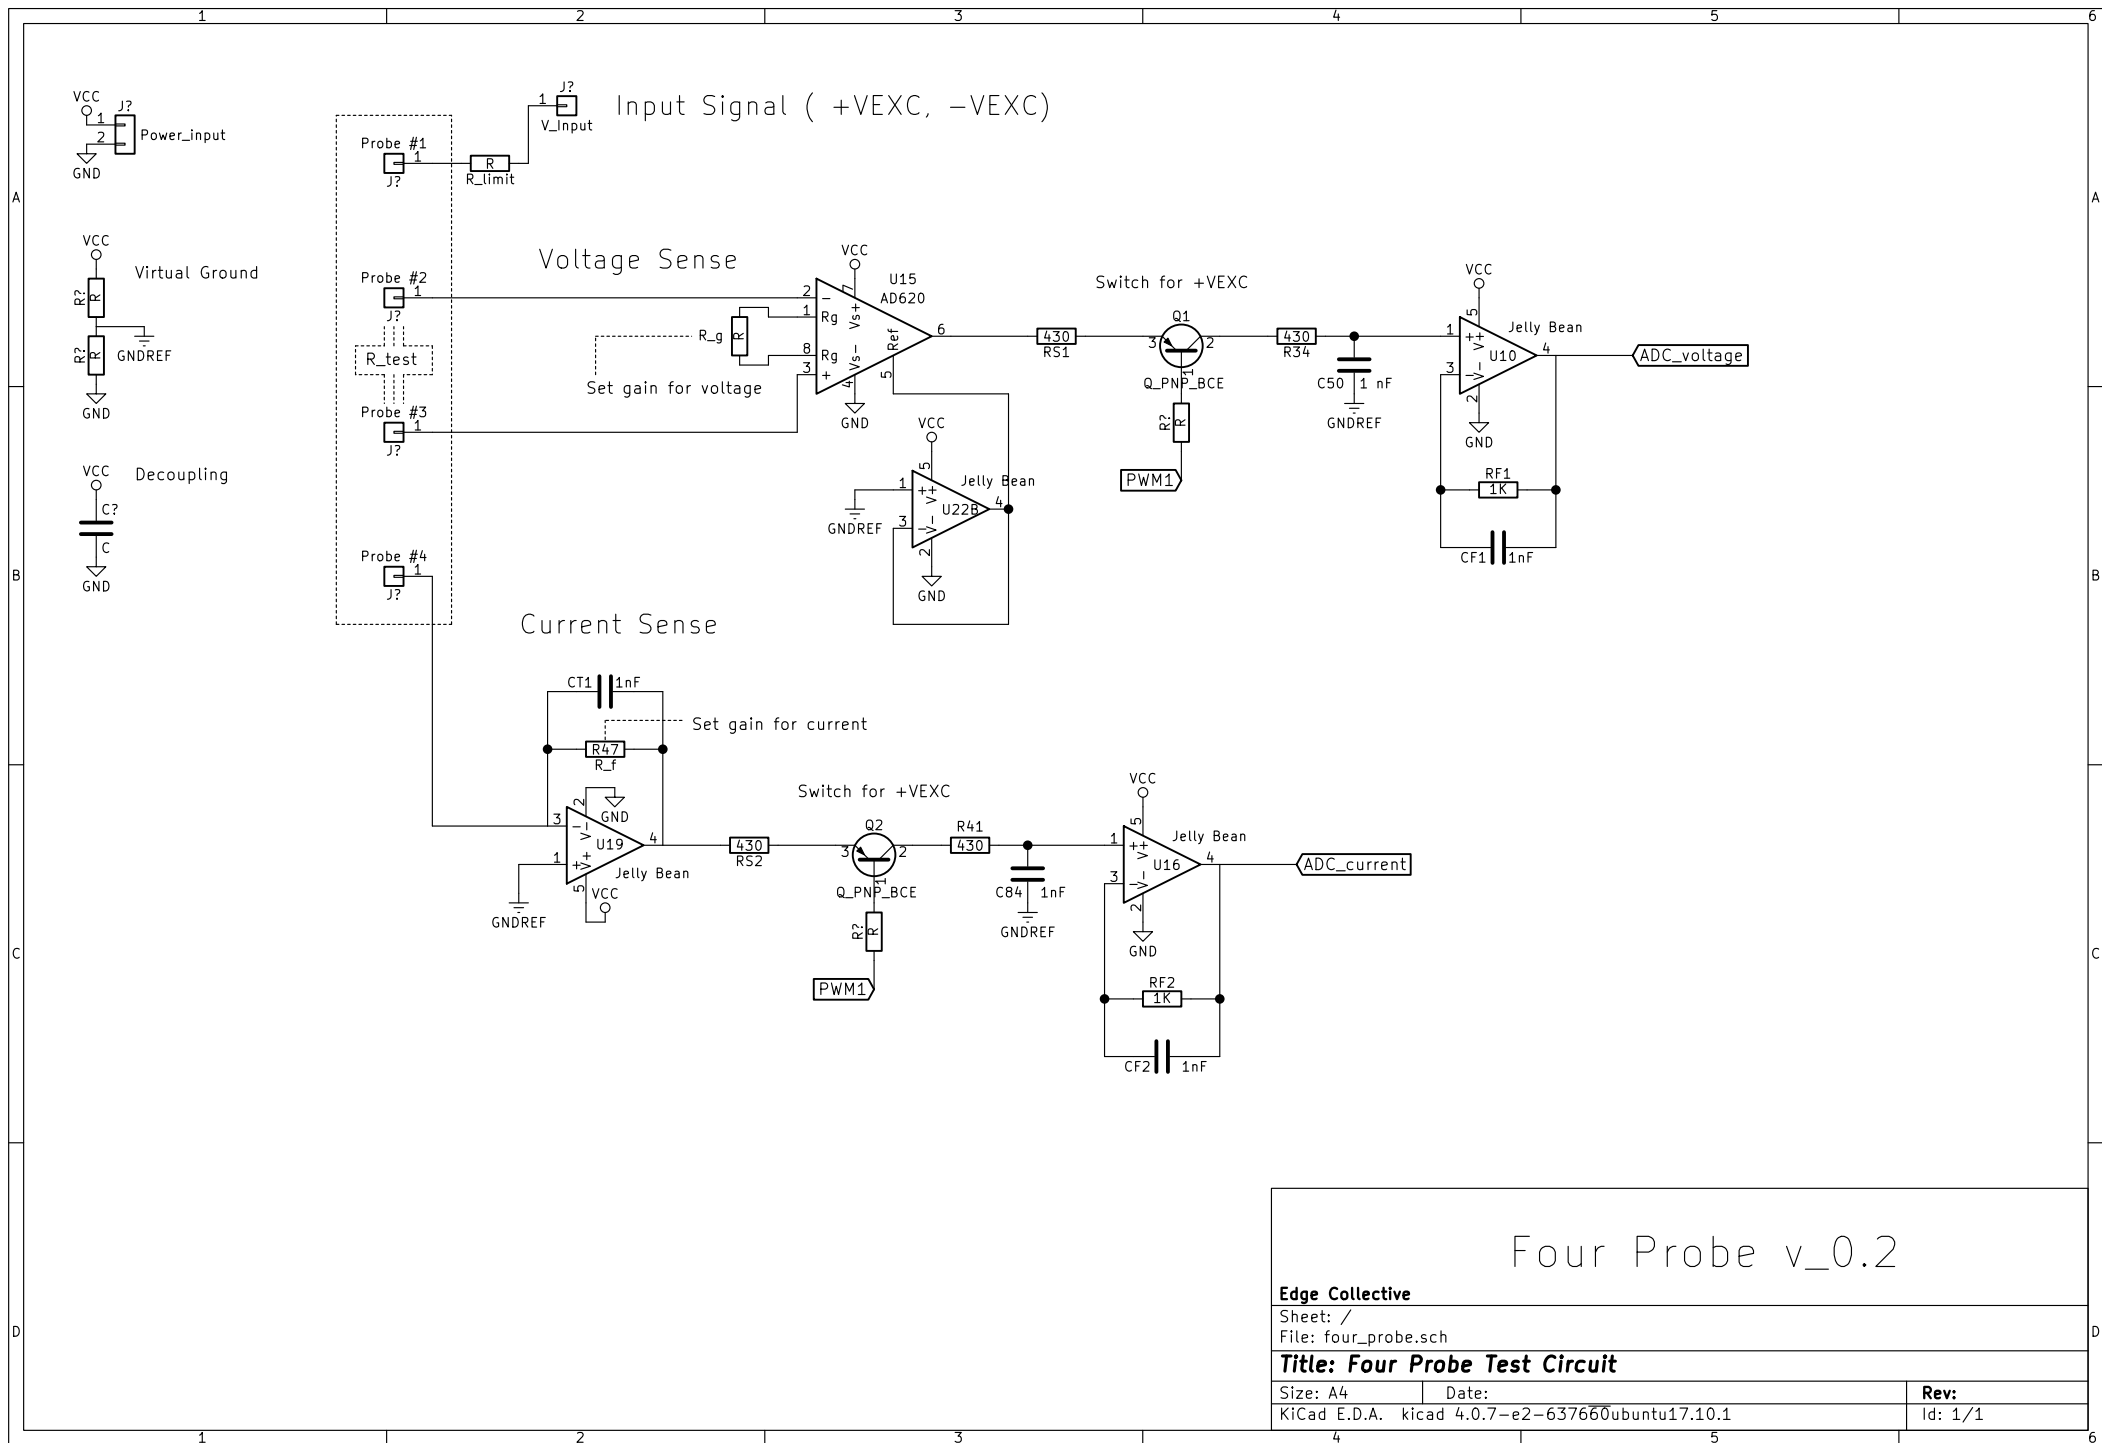 1 2 3 4 5 6
A A
B B
C C
D D
VCC
J?
1
2
Power_input
GND
J?
1
V_Input
Input Signal ( +VEXC, −VEXC)
Probe #1
1
J?
R
R_limit
VCC
Virtual Ground
R? R
GNDREF
R? R
GND
Probe #2
1
J?
R_test
Probe #3
1
J?
VCC
Decoupling
C?
C
GND
Probe #4
1
J?
Voltage Sense
R_g R
Set gain for voltage
VCC
U15
AD620
2 −
1 Rg
8 Rg
3 +
7 Vs+
4 Vs−
Ref
5
6
GND
VCC
5
Jelly Bean
1 + V+
U22B 4
3 − V−
2
GNDREF
GND
430
RS1
Switch for +VEXC
Q1
3 2
1
Q_PNP_BCE
R? R
PWM1
430
R34
C50 1 nF
GNDREF
VCC
5
Jelly Bean
1 + V+
U10 4
3 − V−
2
GND
ADC_voltage
RF1
1K
CF1 1nF
Current Sense
CT1 1nF
Set gain for current
R47
R_f
2
GND
3 − V−
U19 4
1 + V+
Jelly Bean
5
VCC
GNDREF
430
RS2
Switch for +VEXC
Q2
3 2
1
Q_PNP_BCE
R? R
PWM1
R41
430
C84 1nF
GNDREF
VCC
5
Jelly Bean
1 + V+
U16 4
3 − V−
2
GND
ADC_current
RF2
1K
CF2 1nF
Four Probe v_0.2
Edge Collective
Sheet: /
File: four_probe.sch
Title: Four Probe Test Circuit
Size: A4 Date: Rev:
KiCad E.D.A. kicad 4.0.7−e2−637660ubuntu17.10.1 Id: 1/1
1 2 3 4 5 6